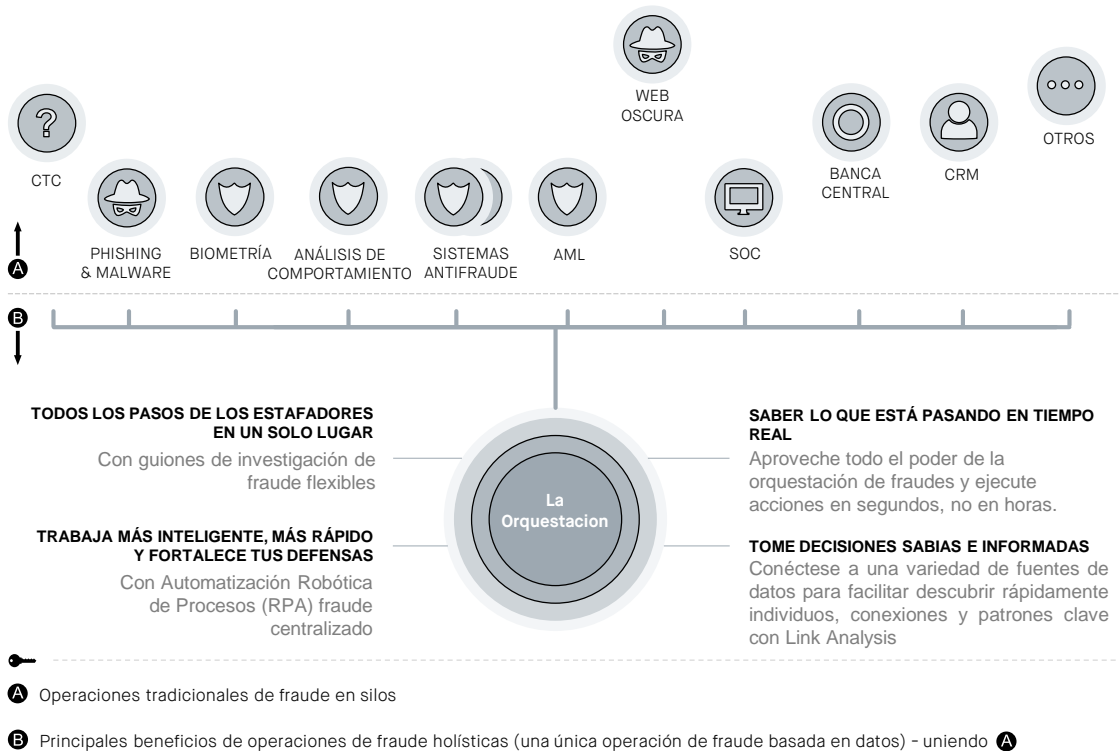 CTC
PHISHING
& MALWARE
BIOMETRÍA
ANÁLISIS DE
COMPORTAMIENTO
SISTEMAS
ANTIFRAUDE
AML
WEB
OSCURA
SOC
BANCA
CENTRAL
CRM
OTROS
A
B
TODOS LOS PASOS DE LOS ESTAFADORES
EN UN SOLO LUGAR
Con guiones de investigación de
fraude flexibles
TRABAJA MÁS INTELIGENTE, MÁS RÁPIDO
Y FORTALECE TUS DEFENSAS
Con Automatización Robótica
de Procesos (RPA) fraude
centralizado
La
Orquestacion
SABER LO QUE ESTÁ PASANDO EN TIEMPO
REAL
Aproveche todo el poder de la
orquestación de fraudes y ejecute
acciones en segundos, no en horas.
TOME DECISIONES SABIAS E INFORMADAS
Conéctese a una variedad de fuentes de
datos para facilitar descubrir rápidamente
individuos, conexiones y patrones clave
con Link Analysis
A Operaciones tradicionales de fraude en silos
B Principales beneficios de operaciones de fraude holísticas (una única operación de fraude basada en datos) - uniendo A